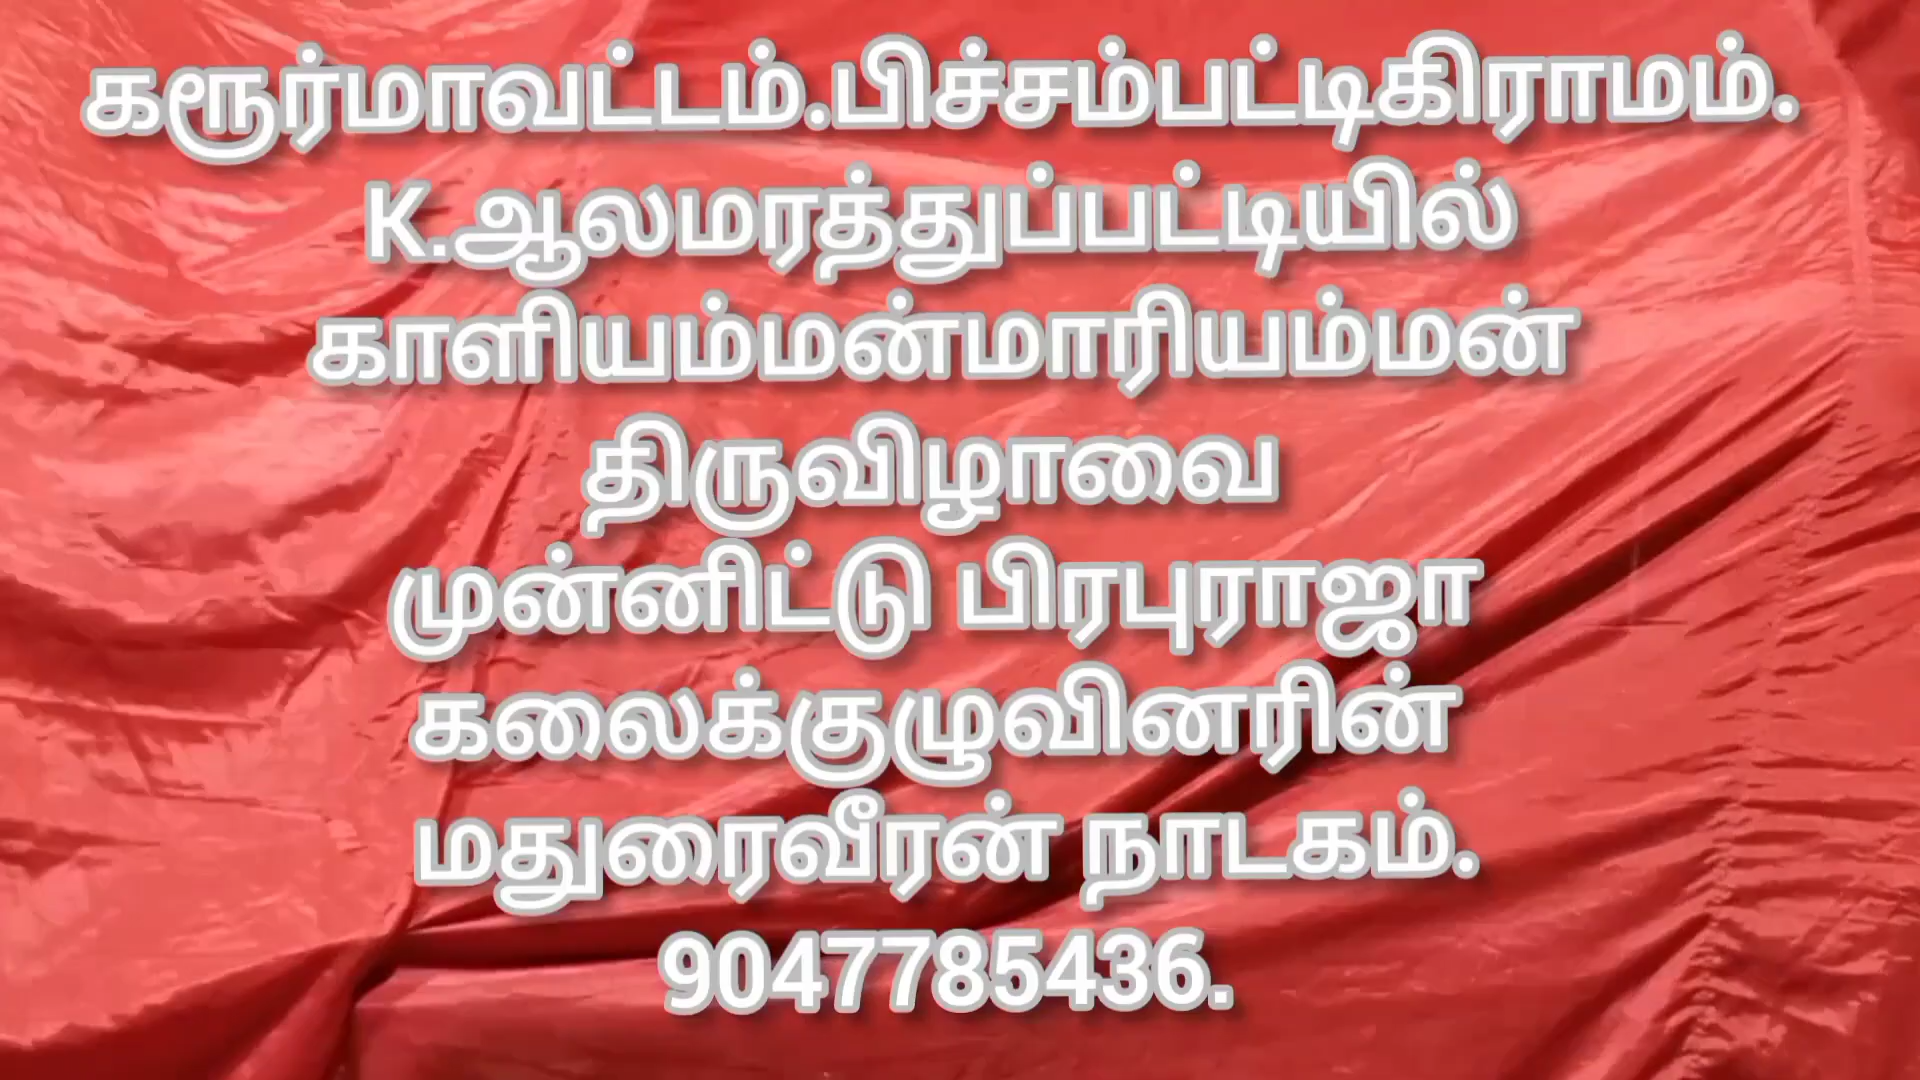 கரூர்மாவட்டம்.பிச்சம்பட்டிகிராமம்.
K.ஆலமரத்துப்பட்டியில்
காளியம்மன்மாரியம்மன்
திருவிழாவை
முன்னிட்டு பிரபுராஜா
கலைக்குழுவினரின்
மதுரைவீரன் நாடகம்.
9047785436.